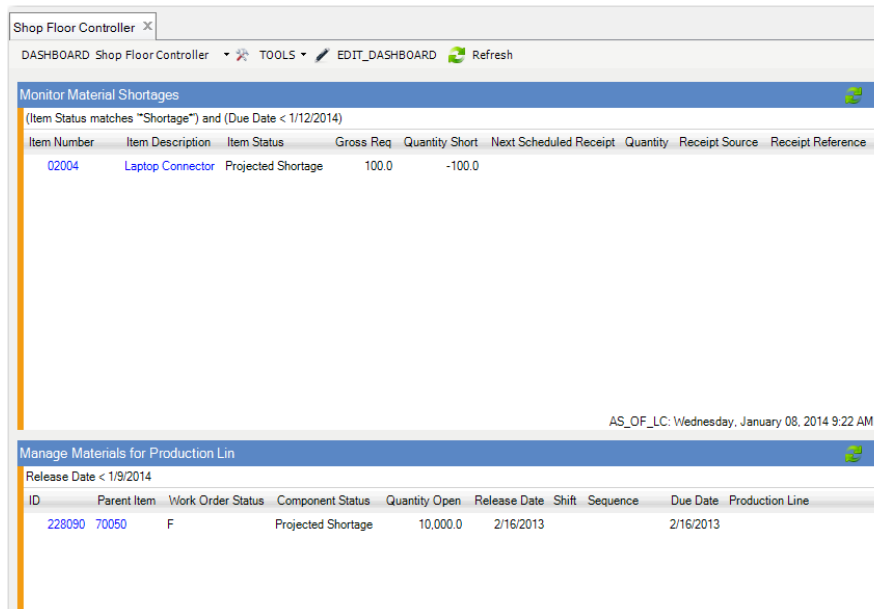 Shop Floor Controller X
DASHBOARD Shop Floor Controller TOOLS EDIT_DASHBOARD Refresh
Monitor Material Shortages
(Item Status matches "*Shortage*") and (Due Date < 1/12/2014)
Item Number Item Description Item Status Gross Req Quantity Short Next Scheduled Receipt Quantity Receipt Source Receipt Reference
02004 Laptop Connector Projected Shortage 100.0 -100.0
AS_OF_LC: Wednesday, January 08, 2014 9:22 AM
Manage Materials for Production Lin
Release Date < 1/9/2014
ID Parent Item Work Order Status Component Status Quantity Open Release Date Shift Sequence Due Date Production Line
228090 70050 F Projected Shortage 10,000.0 2/16/2013 2/16/2013